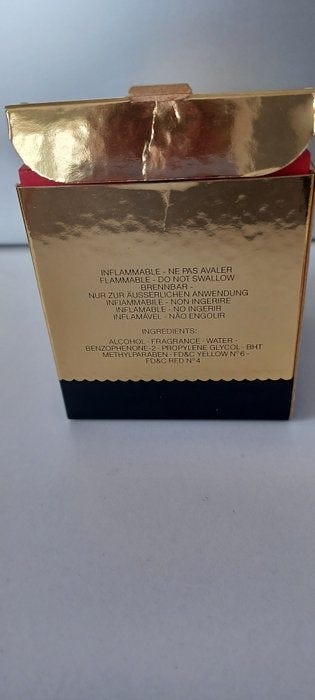 INFLAMMABLE - NE PAS AVALER
FLAMMABLE - DO NOT SWALLOW
BRENNBAR -
NUR ZUR ÄUSSERLICHEN ANWENDUNG
INFIAMMABILE - NON INGERIRE
INFLAMABLE - NO INGERIR
INFLAMÁVEL - NÃO ENGOLIR
INGREDIENTS:
ALCOHOL · FRAGRANCE · WATER ·
BENZOPHENONE-2 · PROPYLENE GLYCOL · BHT
METHYLPARABEN · FD&C YELLOW N°6 -
FD&C RED N°4